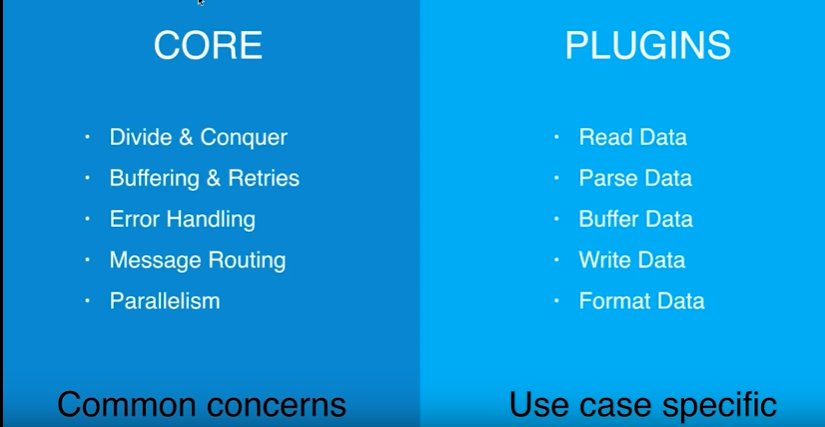 CORE
• Divide & Conquer
• Buffering & Retries
• Error Handling
• Message Routing
• Parallelism
Common concerns
PLUGINS
• Read Data
• Parse Data
• Buffer Data
• Write Data
• Format Data
Use case specific